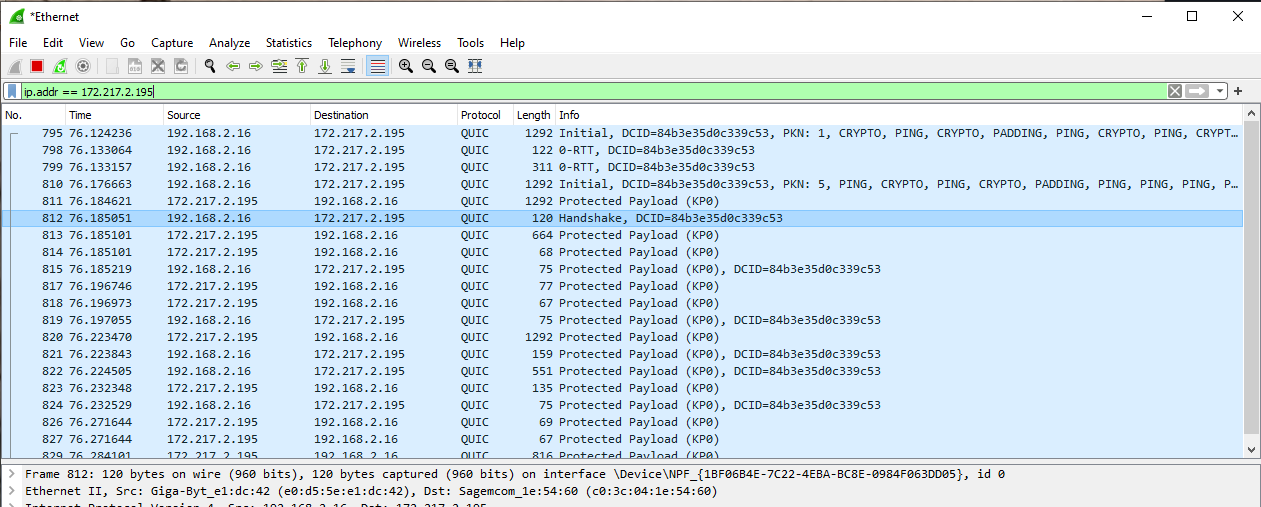 *Ethernet
File Edit View Go Capture Analyze Statistics Telephony Wireless Tools Help
ip.addr == 172.217.2.195
No. Time Source Destination Protocol Length Info
795 76.124236 192.168.2.16 172.217.2.195 QUIC 1292 Initial, DCID=84b3e35d0c339c53, PKN: 1, CRYPTO, PING, CRYPTO, PADDING, PING, CRYPTO, PING, CRYPT…
798 76.133064 192.168.2.16 172.217.2.195 QUIC 122 0-RTT, DCID=84b3e35d0c339c53
799 76.133157 192.168.2.16 172.217.2.195 QUIC 311 0-RTT, DCID=84b3e35d0c339c53
810 76.176663 192.168.2.16 172.217.2.195 QUIC 1292 Initial, DCID=84b3e35d0c339c53, PKN: 5, PING, CRYPTO, PING, CRYPTO, PADDING, PING, PING, PING, P…
811 76.184621 172.217.2.195 192.168.2.16 QUIC 1292 Protected Payload (KP0)
812 76.185051 192.168.2.16 172.217.2.195 QUIC 120 Handshake, DCID=84b3e35d0c339c53
813 76.185101 172.217.2.195 192.168.2.16 QUIC 664 Protected Payload (KP0)
814 76.185101 172.217.2.195 192.168.2.16 QUIC 68 Protected Payload (KP0)
815 76.185219 192.168.2.16 172.217.2.195 QUIC 75 Protected Payload (KP0), DCID=84b3e35d0c339c53
817 76.196746 172.217.2.195 192.168.2.16 QUIC 77 Protected Payload (KP0)
818 76.196973 172.217.2.195 192.168.2.16 QUIC 67 Protected Payload (KP0)
819 76.197055 192.168.2.16 172.217.2.195 QUIC 75 Protected Payload (KP0), DCID=84b3e35d0c339c53
820 76.223470 172.217.2.195 192.168.2.16 QUIC 1292 Protected Payload (KP0)
821 76.223843 192.168.2.16 172.217.2.195 QUIC 159 Protected Payload (KP0), DCID=84b3e35d0c339c53
822 76.224505 192.168.2.16 172.217.2.195 QUIC 551 Protected Payload (KP0), DCID=84b3e35d0c339c53
823 76.232348 172.217.2.195 192.168.2.16 QUIC 135 Protected Payload (KP0)
824 76.232529 192.168.2.16 172.217.2.195 QUIC 75 Protected Payload (KP0), DCID=84b3e35d0c339c53
826 76.271644 172.217.2.195 192.168.2.16 QUIC 69 Protected Payload (KP0)
827 76.271644 172.217.2.195 192.168.2.16 QUIC 67 Protected Payload (KP0)
829 76.284101 172.217.2.195 192.168.2.16 QUIC 816 Protected Payload (KP0)
Frame 812: 120 bytes on wire (960 bits), 120 bytes captured (960 bits) on interface \Device\NPF_{1BF06B4E-7C22-4EBA-BC8E-0984F063DD05}, id 0
Ethernet II, Src: Giga-Byt_e1:dc:42 (e0:d5:5e:e1:dc:42), Dst: Sagemcom_1e:54:60 (c0:3c:04:1e:54:60)
Internet Protocol Version 4, Src: 192.168.2.16, Dst: 172.217.2.195